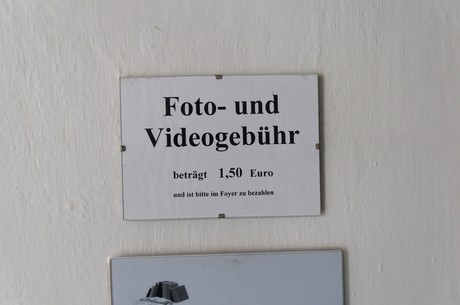 Foto- und
Videogebühr
beträgt 1,50 Euro
und ist bitte im Foyer zu bezahlen